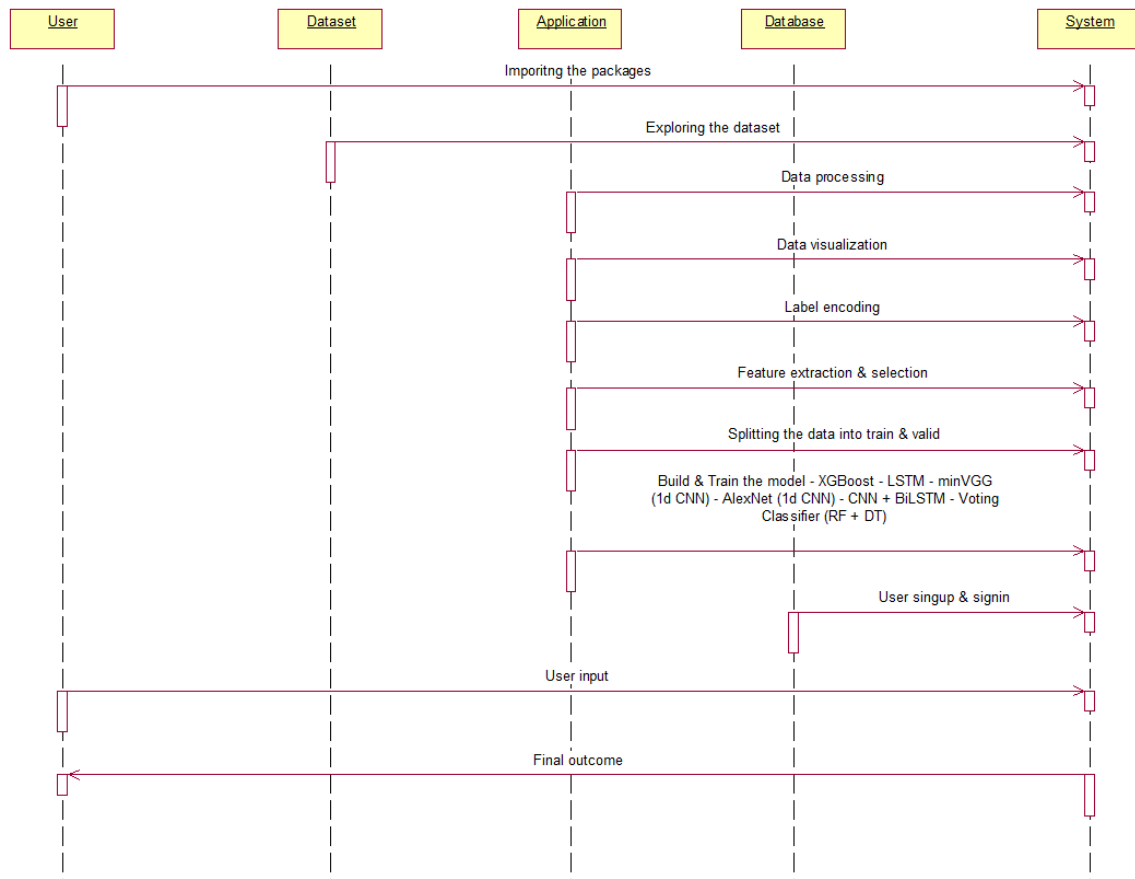 User
Dataset
Application
Database
System
Imporitng the packages
Exploring the dataset
Data processing
Data visualization
Label encoding
Feature extraction & selection
Splitting the data into train & valid
Build & Train the model - XGBoost - LSTM - minVGG
(1d CNN) - AlexNet (1d CNN) - CNN + BiLSTM - Voting
Classifier (RF + DT)
User singup & signin
User input
Final outcome